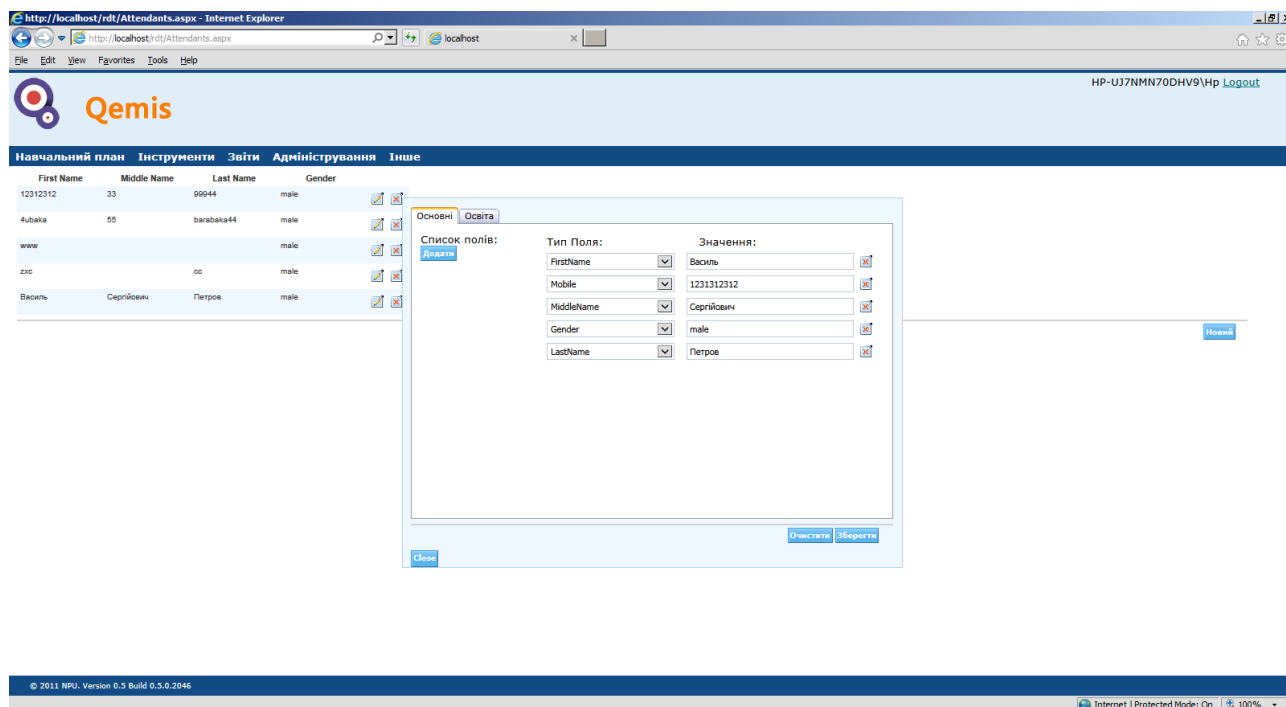 http://localhost/rdt/Attendants.aspx - Internet Explorer
http://localhost/rdt/Attendants.aspx
localhost
File Edit View Favorites Tools Help
HP-UJ7NMN70DHV9\Hp Logout
Qemis
Навчальний план Інструменти Звіти Адміністрування Інше
First Name Middle Name Last Name Gender
12312312 33 99944 male
4ubaka 55 barabaka44 male
www male
zxc cc male
Василь Сергійович Петров male
Основні Освіта
Список полів: Тип Поля: Значення:
Додати
FirstName Василь
Mobile 1231312312
MiddleName Сергійович
Gender male
LastName Петров
Новий
Очистити Зберегти
Close
© 2011 NPU. Version 0.5 Build 0.5.0.2046
Internet | Protected Mode: On 100%